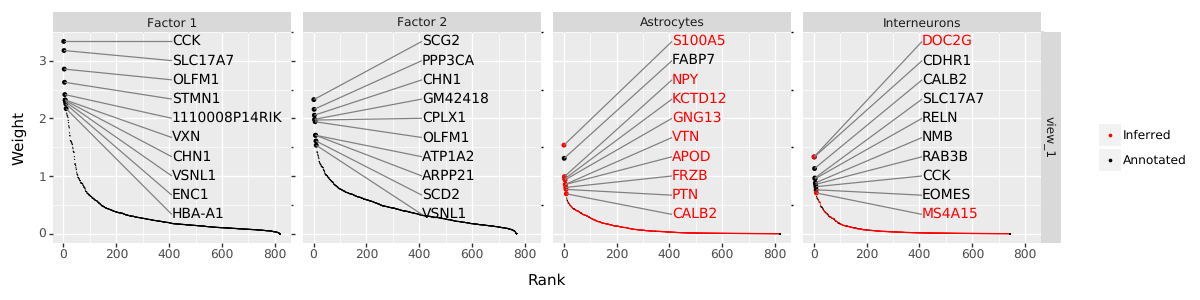 Factor 1
Factor 2
Astrocytes
Interneurons
Weight
3
2
1
0
CCK
SLC17A7
OLFM1
STMN1
1110008P14RIK
VXN
CHN1
VSNL1
ENC1
HBA-A1
SCG2
PPP3CA
CHN1
GM42418
CPLX1
OLFM1
ATP1A2
ARPP21
SCD2
VSNL1
S100A5
FABP7
NPY
KCTD12
GNG13
VTN
APOD
FRZB
PTN
CALB2
DOC2G
CDHR1
CALB2
SLC17A7
RELN
NMB
RAB3B
CCK
EOMES
MS4A15
view_1
Inferred
Annotated
0 200 400 600 800
0 200 400 600 800
0 200 400 600 800
0 200 400 600 800
Rank